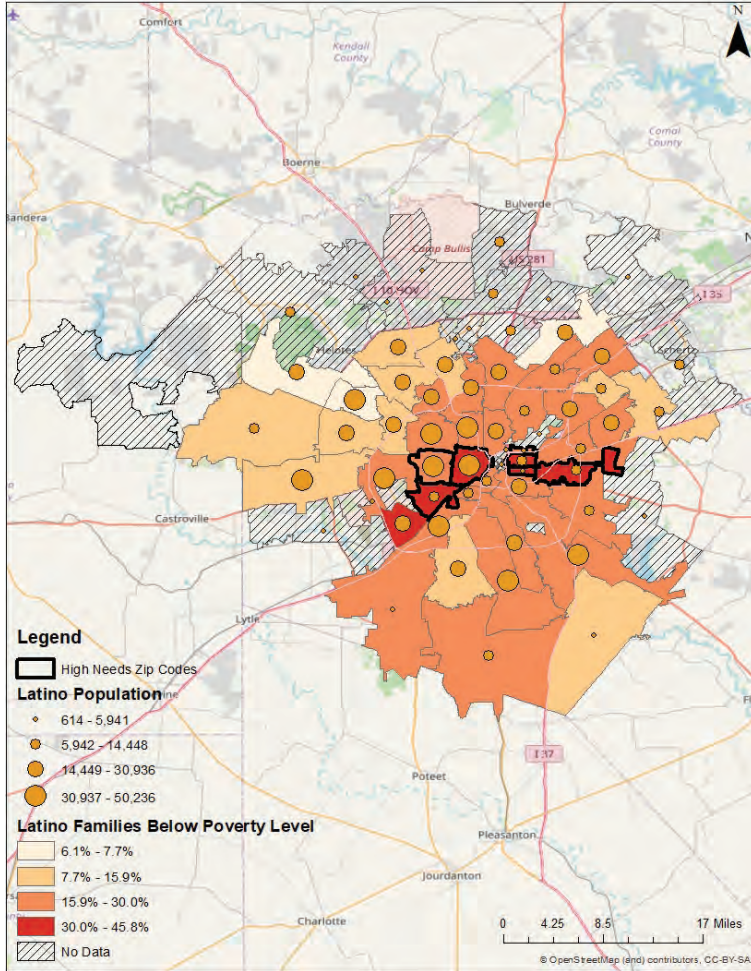 N
Comfort
Kendall
County
Comal
County
Boerne
Bandera
Bulverde
Camp Bullis
US 281
I 10 HOV
I 35
Helotes
Schertz
Castroville
Lytle
Legend
High Needs Zip Codes
Latino Population
614 - 5,941
5,942 - 14,448
14,449 - 30,936
30,937 - 50,236
I 37
Poteet
Latino Families Below Poverty Level
6.1% - 7.7%
7.7% - 15.9%
15.9% - 30.0%
30.0% - 45.8%
No Data
Pleasanton
Jourdanton
Charlotte
0 4.25 8.5 17 Miles
© OpenStreetMap (and) contributors, CC-BY-SA